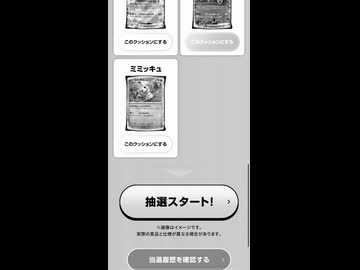 このクッションにする
このクッションにする
ミミッキュ
このクッションにする
抽選スタート!
※画像はイメージです。
実際の賞品と仕様が異なる場合があります。
当選履歴を確認する